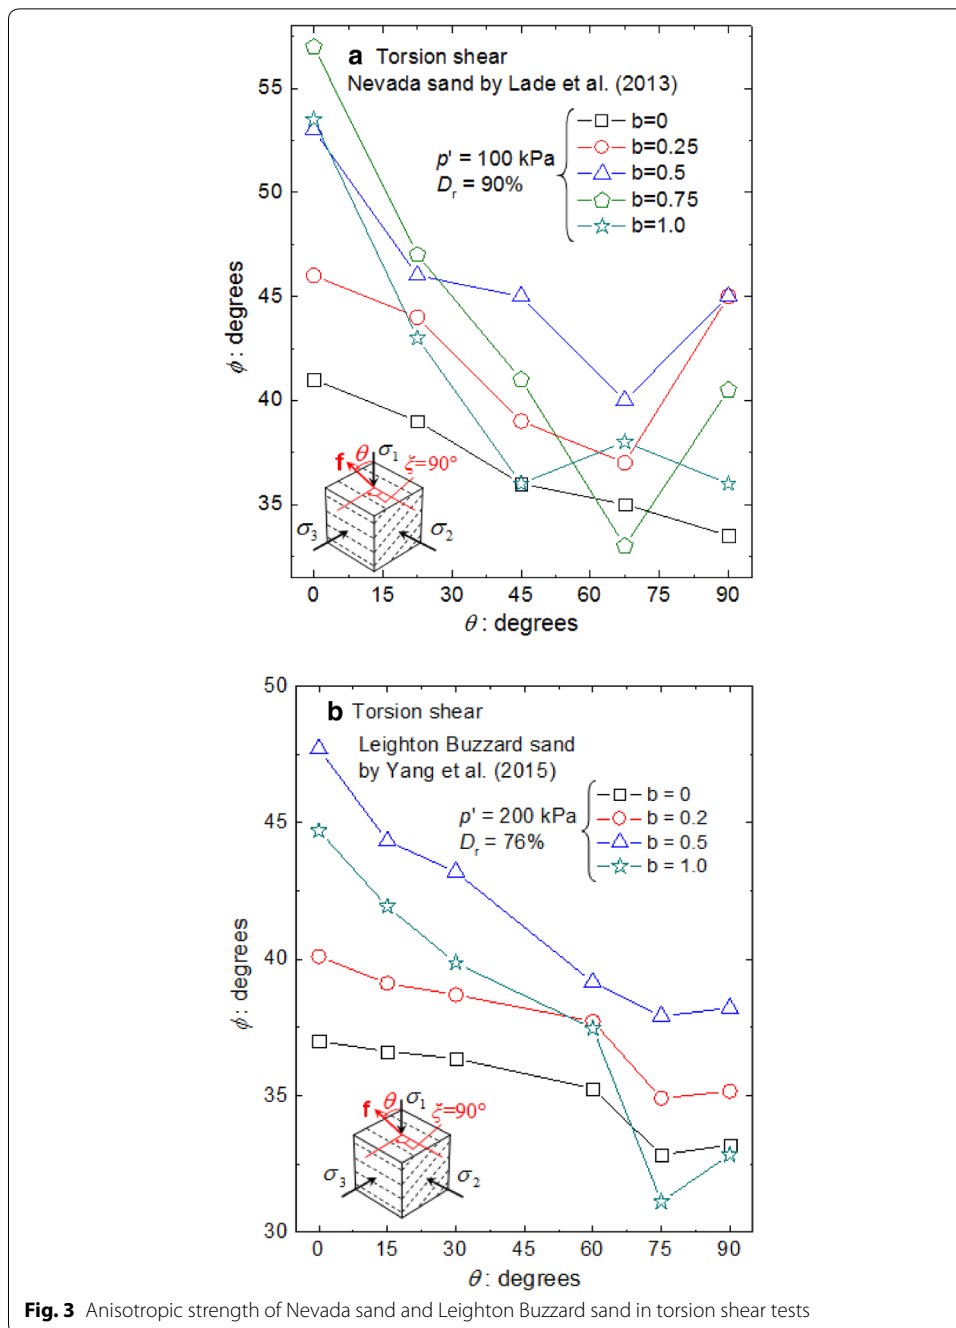 a Torsion shear
Nevada sand by Lade et al. (2013)
p' = 100 kPa
D_r = 90%
b=0
b=0.25
b=0.5
b=0.75
b=1.0
ϕ : degrees
55
50
45
40
35
f θ σ1 ξ=90°
σ3 σ2
0 15 30 45 60 75 90
θ : degrees
b Torsion shear
Leighton Buzzard sand
by Yang et al. (2015)
p' = 200 kPa
D_r = 76%
b = 0
b = 0.2
b = 0.5
b = 1.0
ϕ : degrees
50
45
40
35
30
f θ σ1 ξ=90°
σ3 σ2
0 15 30 45 60 75 90
θ : degrees
Fig. 3 Anisotropic strength of Nevada sand and Leighton Buzzard sand in torsion shear tests